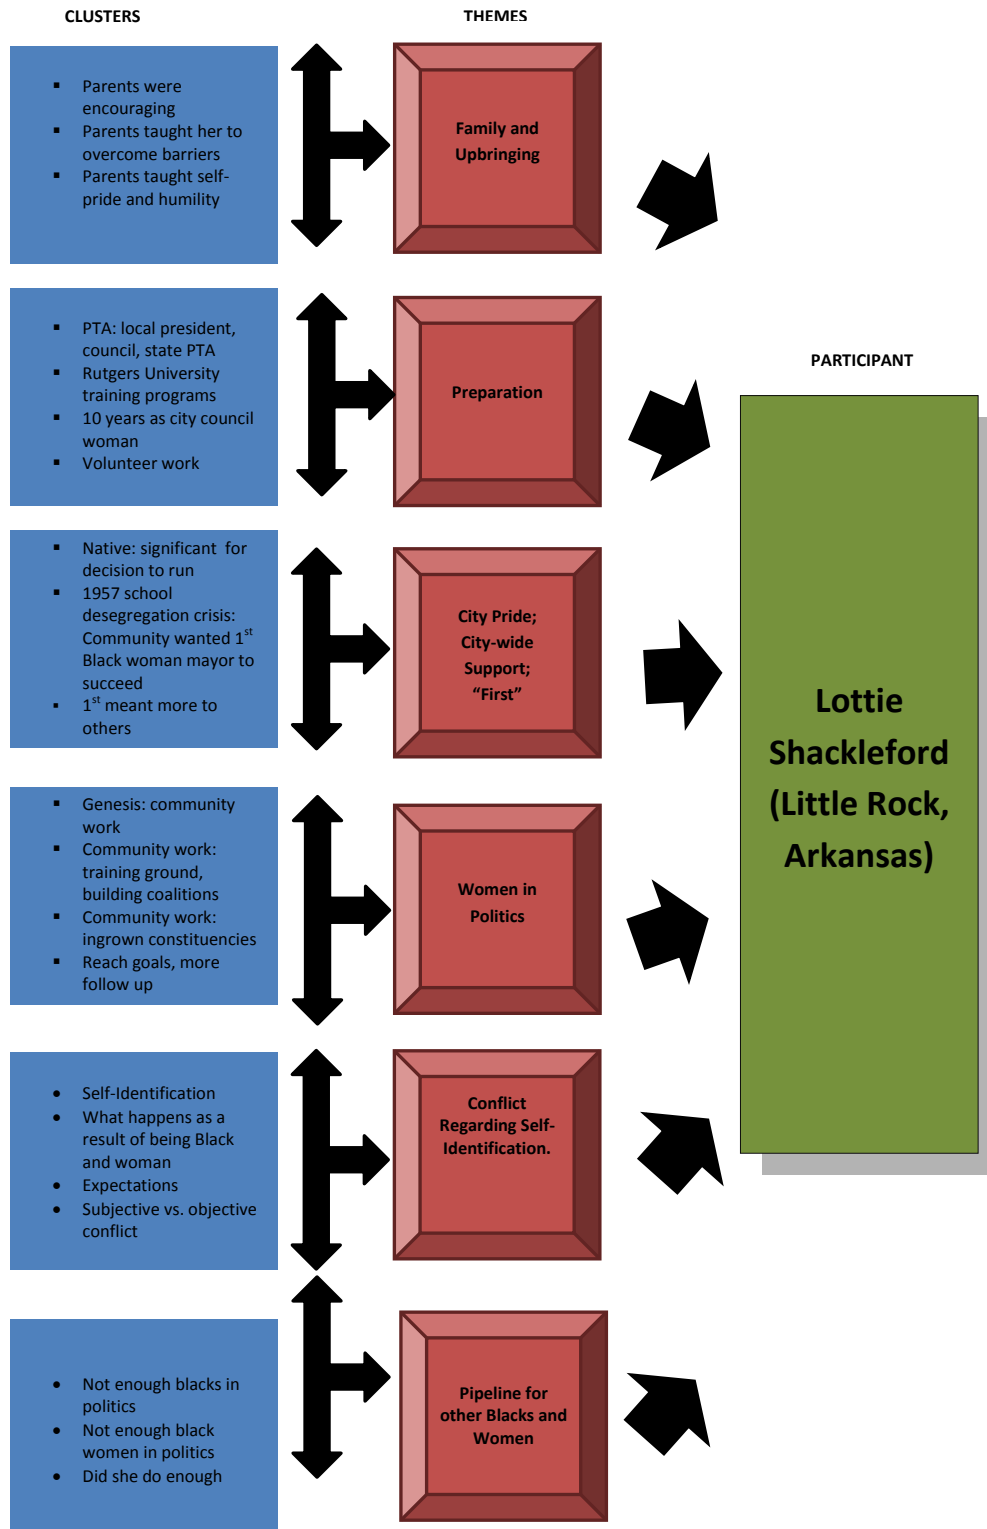 CLUSTERS
THEMES
▪ Parents were
encouraging
▪ Parents taught her to
overcome barriers
▪ Parents taught self-
pride and humility
Family and
Upbringing
▪ PTA: local president,
council, state PTA
▪ Rutgers University
training programs
▪ 10 years as city council
woman
▪ Volunteer work
Preparation
▪ Native: significant for
decision to run
▪ 1957 school
desegregation crisis:
Community wanted 1st
Black woman mayor to
succeed
▪ 1st meant more to
others
City Pride;
City-wide
Support;
“First”
▪ Genesis: community
work
▪ Community work:
training ground,
building coalitions
▪ Community work:
ingrown constituencies
▪ Reach goals, more
follow up
Women in
Politics
● Self-Identification
● What happens as a
result of being Black
and woman
● Expectations
● Subjective vs. objective
conflict
Conflict
Regarding Self-
Identification.
● Not enough blacks in
politics
● Not enough black
women in politics
● Did she do enough
Pipeline for
other Blacks and
Women
PARTICIPANT
Lottie
Shackleford
(Little Rock,
Arkansas)